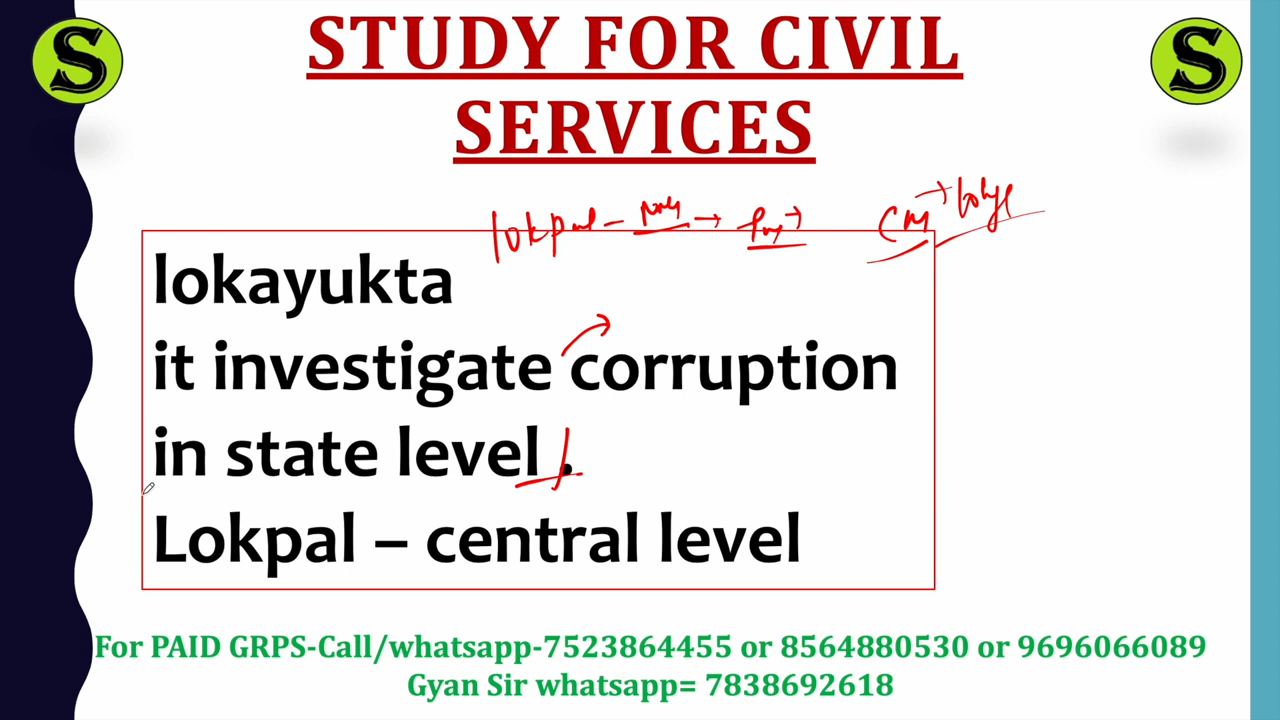 STUDY FOR CIVIL
SERVICES
S
S
lokpal –
lokayukta
it investigate corruption
in state level .
Lokpal – central level
For PAID GRPS-Call/whatsapp-7523864455 or 8564880530 or 9696066089
Gyan Sir whatsapp= 7838692618